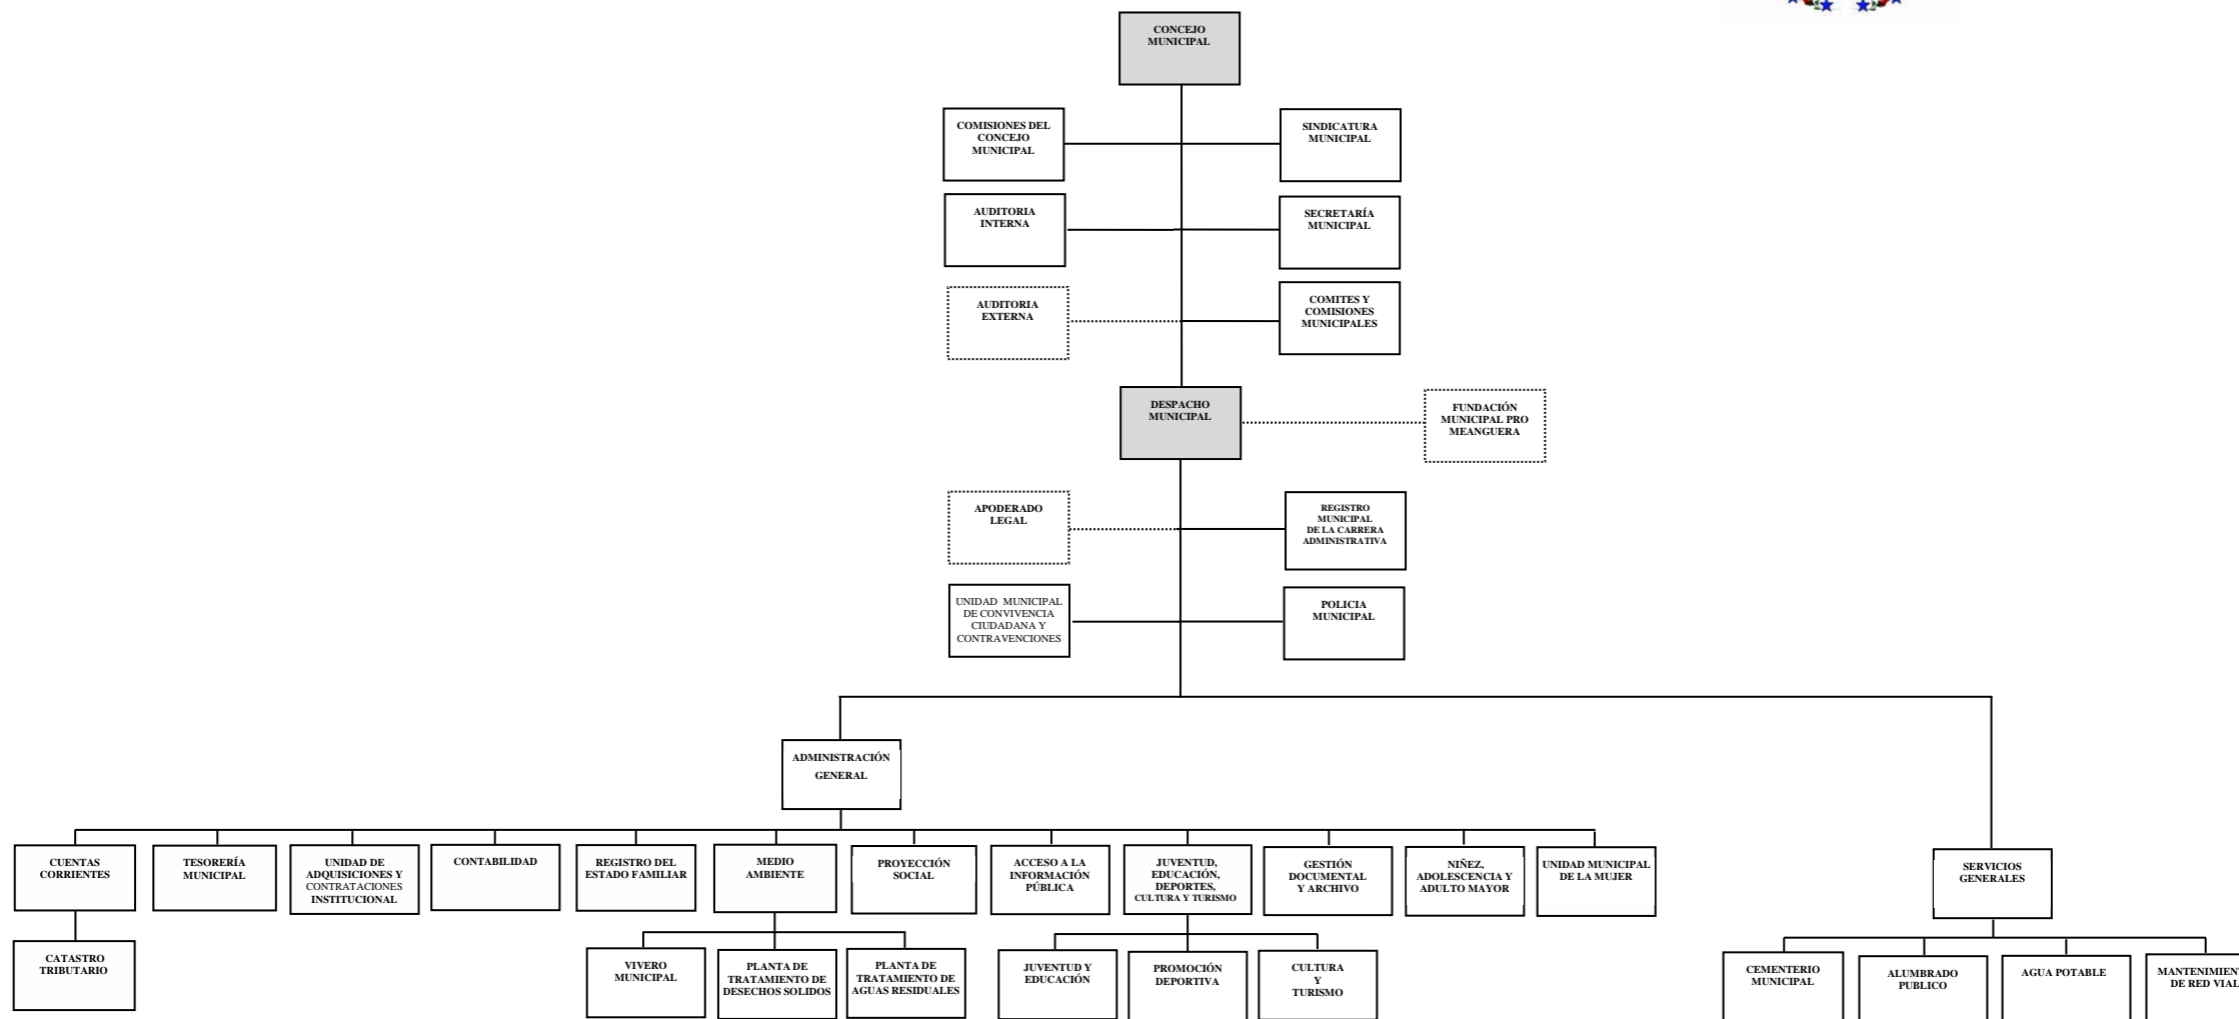 CONCEJO
MUNICIPAL
COMISIONES DEL
CONCEJO
MUNICIPAL
SINDICATURA
MUNICIPAL
AUDITORIA
INTERNA
SECRETARÍA
MUNICIPAL
AUDITORIA
EXTERNA
COMITES Y
COMISIONES
MUNICIPALES
DESPACHO
MUNICIPAL
FUNDACIÓN
MUNICIPAL PRO
MEANGUERA
APODERADO
LEGAL
REGISTRO
MUNICIPAL
DE LA CARRERA
ADMINISTRATIVA
UNIDAD MUNICIPAL
DE CONVIVENCIA
CIUDADANA Y
CONTRAVENCIONES
POLICIA
MUNICIPAL
ADMINISTRACIÓN
GENERAL
CUENTAS
CORRIENTES
TESORERÍA
MUNICIPAL
UNIDAD DE
ADQUISICIONES Y
CONTRATACIONES
INSTITUCIONAL
CONTABILIDAD
REGISTRO DEL
ESTADO FAMILIAR
MEDIO
AMBIENTE
PROYECCIÓN
SOCIAL
ACCESO A LA
INFORMACIÓN
PÚBLICA
JUVENTUD,
EDUCACIÓN,
DEPORTES,
CULTURA Y TURISMO
GESTIÓN
DOCUMENTAL
Y ARCHIVO
NIÑEZ,
ADOLESCENCIA Y
ADULTO MAYOR
UNIDAD MUNICIPAL
DE LA MUJER
SERVICIOS
GENERALES
CATASTRO
TRIBUTARIO
VIVERO
MUNICIPAL
PLANTA DE
TRATAMIENTO DE
DESECHOS SOLIDOS
PLANTA DE
TRATAMIENTO DE
AGUAS RESIDUALES
JUVENTUD Y
EDUCACIÓN
PROMOCIÓN
DEPORTIVA
CULTURA
Y
TURISMO
CEMENTERIO
MUNICIPAL
ALUMBRADO
PUBLICO
AGUA POTABLE
MANTENIMIENT
DE RED VIAL